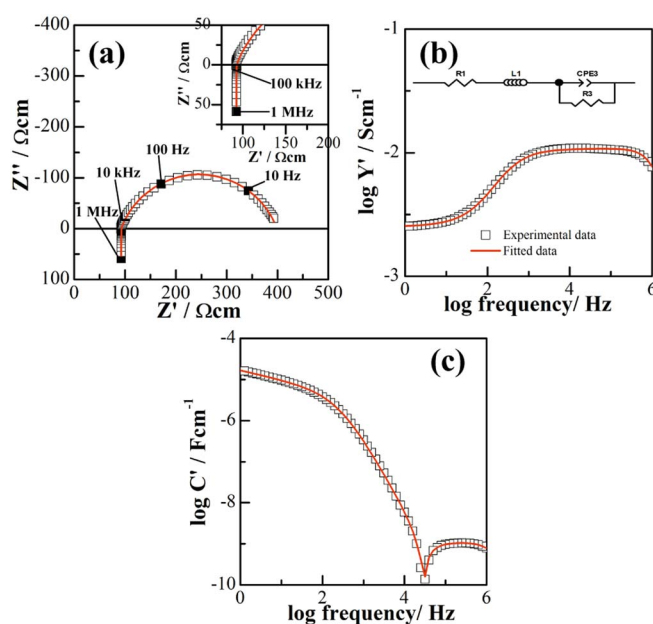 (a)
-400
-300
-200
-100
0
100
Z'' / Ωcm
0 100 200 300 400 500
Z' / Ωcm
1 MHz
10 kHz
100 Hz
10 Hz
50
0
50
Z'' / Ωcm
100 125 150
Z' / Ωcm
100 kHz
1 MHz
(b)
R1 L1 CPE3
R3
-1
-2
-3
log Y' / Scm⁻¹
Experimental data
Fitted data
0 2 4 6
log frequency/ Hz
(c)
-4
-6
-8
-10
log C' / Fcm⁻¹
0 2 4 6
log frequency/ Hz